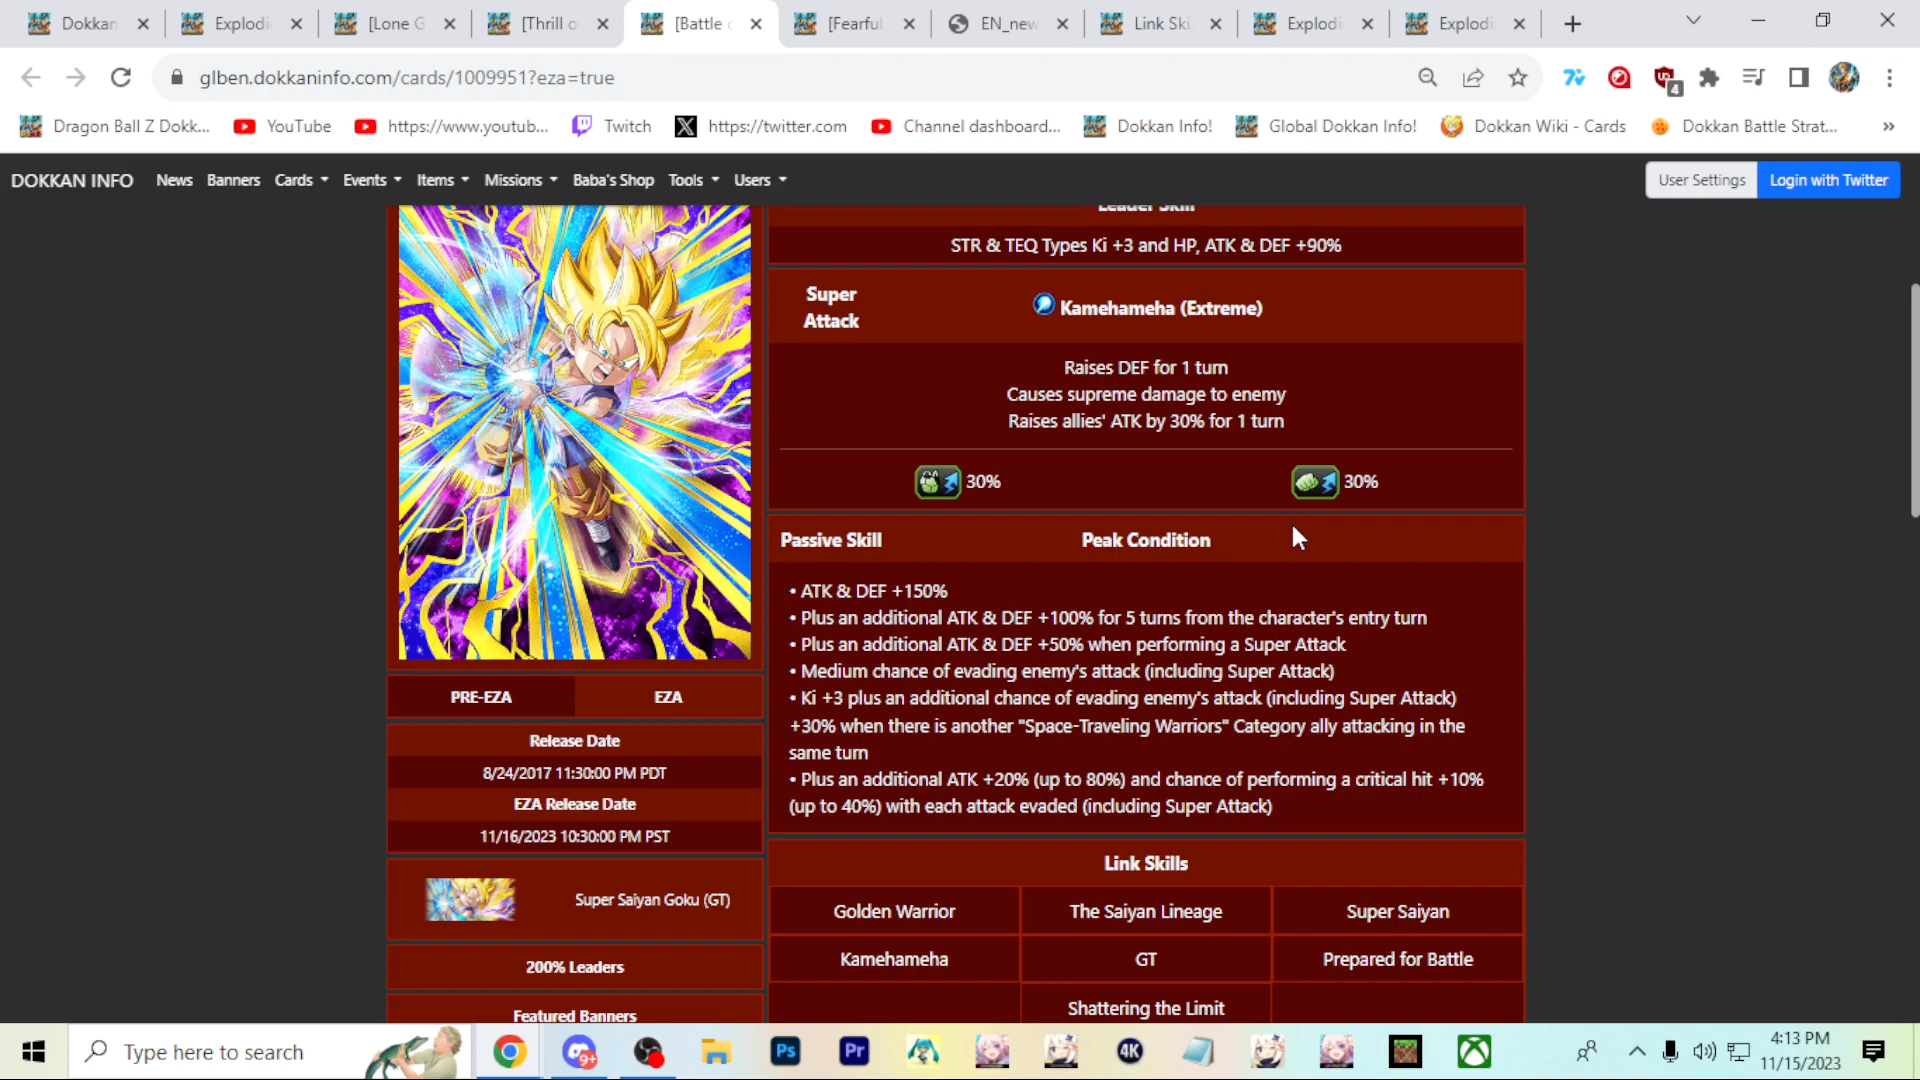 Dokkan
Explodi
[Lone G
[Thrill o
[Battle o
[Fearful
EN_new
Link Ski
Explodi
Explodi
glben.dokkaninfo.com/cards/1009951?eza=true
4
Dragon Ball Z Dokk...
YouTube
https://www.youtub...
Twitch
https://twitter.com
Channel dashboard...
Dokkan Info!
Global Dokkan Info!
Dokkan Wiki - Cards
Dokkan Battle Strat...
»
DOKKAN INFO
News
Banners
Cards
Events
Items
Missions
Baba's Shop
Tools
Users
User Settings
Login with Twitter
Leader Skill
STR & TEQ Types Ki +3 and HP, ATK & DEF +90%
Super
Attack
Kamehameha (Extreme)
Raises DEF for 1 turn
Causes supreme damage to enemy
Raises allies' ATK by 30% for 1 turn
30%
30%
Passive Skill
Peak Condition
• ATK & DEF +150%
• Plus an additional ATK & DEF +100% for 5 turns from the character's entry turn
• Plus an additional ATK & DEF +50% when performing a Super Attack
• Medium chance of evading enemy's attack (including Super Attack)
• Ki +3 plus an additional chance of evading enemy's attack (including Super Attack)
+30% when there is another "Space-Traveling Warriors" Category ally attacking in the
same turn
• Plus an additional ATK +20% (up to 80%) and chance of performing a critical hit +10%
(up to 40%) with each attack evaded (including Super Attack)
PRE-EZA
EZA
Release Date
8/24/2017 11:30:00 PM PDT
EZA Release Date
11/16/2023 10:30:00 PM PST
Super Saiyan Goku (GT)
200% Leaders
Featured Banners
Link Skills
Golden Warrior
The Saiyan Lineage
Super Saiyan
Kamehameha
GT
Prepared for Battle
Shattering the Limit
Type here to search
9+
Ps
Pr
4K
4:13 PM
11/15/2023